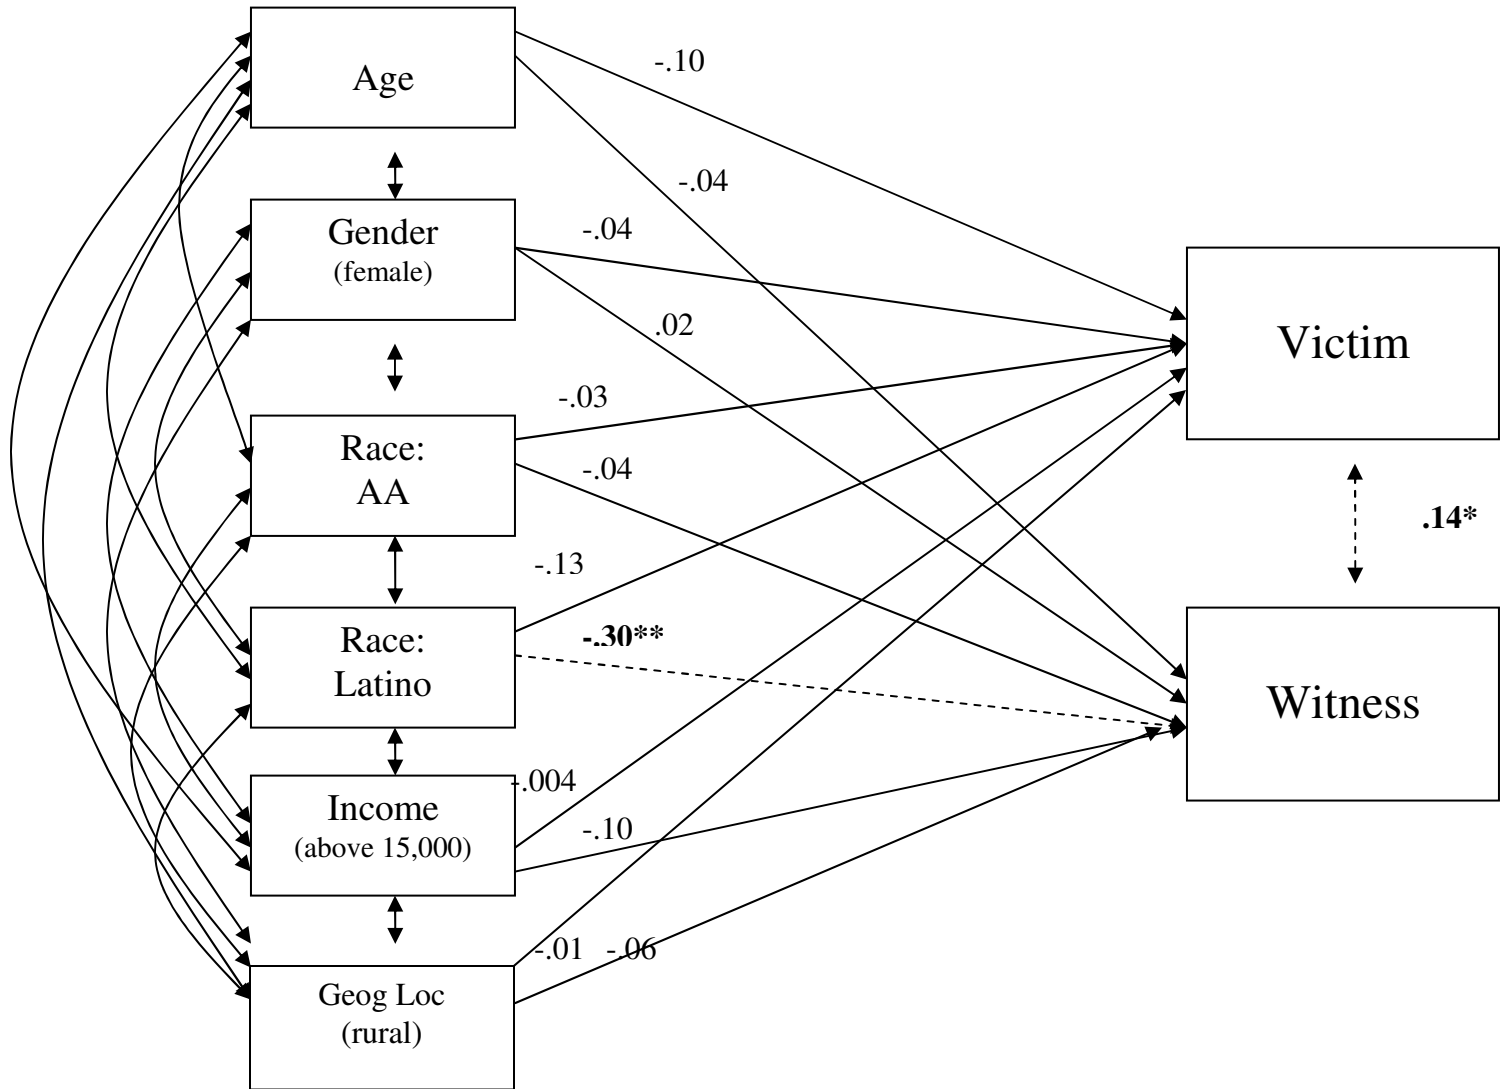 Age
-.10
-.04
Gender
(female)
-.04
.02
Victim
Race:
AA
-.03
-.04
.14*
Race:
Latino
-.13
-.30**
Witness
Income
(above 15,000)
-.004
-.10
Geog Loc
(rural)
-.01
-.06